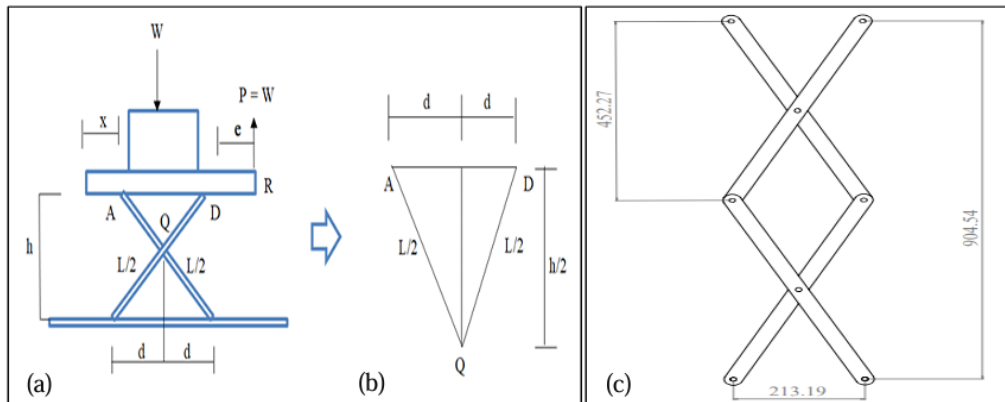 W
P = W
x
e
R
A
Q
D
h
L/2
L/2
d
d
(a)
d
d
A
D
L/2
L/2
h/2
Q
(b)
452.27
904.54
213.19
(c)